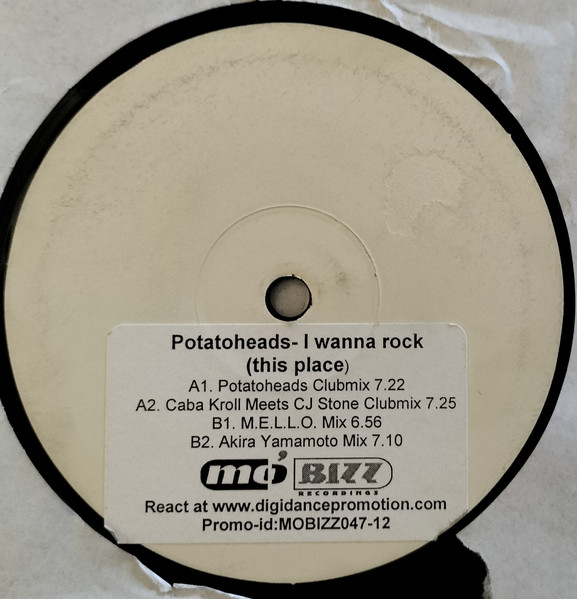 Potatoheads- I wanna rock
(this place)
A1. Potatoheads Clubmix 7.22
A2. Caba Kroll Meets CJ Stone Clubmix 7.25
B1. M.E.L.L.O. Mix 6.56
B2. Akira Yamamoto Mix 7.10
mo' BIZZ
RECORDINGS
React at www.digidancepromotion.com
Promo-id:MOBIZZ047-12